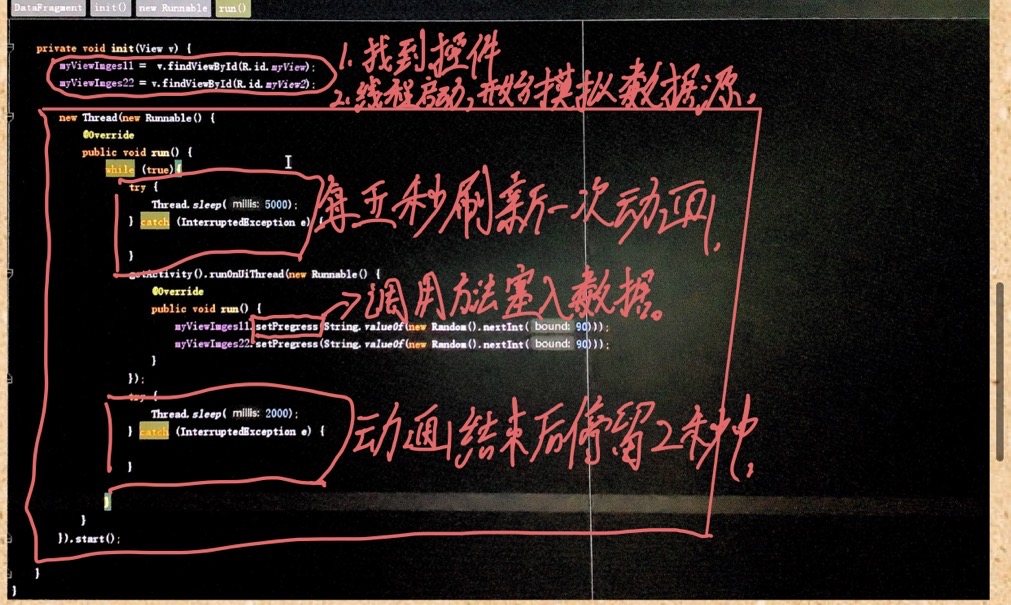 DataFragment init() new Runnable run()
private void init(View v) {
myViewImges11 = v.findViewById(R.id.myView);
1. 找到控件
myViewImges22 = v.findViewById(R.id.myView2);
2. 线程启动,开始模拟数据源。
new Thread(new Runnable() {
@Override
public void run() {
while (true){
try {
Thread.sleep( millis: 5000);
每五秒刷新一次动画。
} catch (InterruptedException e) {
}
getActivity().runOnUiThread(new Runnable() {
@Override
调用方法塞入数据。
public void run() {
myViewImges11.setPregress(String.valueOf(new Random().nextInt( bound: 90)));
myViewImges22.setPregress(String.valueOf(new Random().nextInt( bound: 90)));
}
});
try {
Thread.sleep( millis: 2000);
动画结束后停留2秒钟。
} catch (InterruptedException e) {
}
}
}
}).start();
}
}